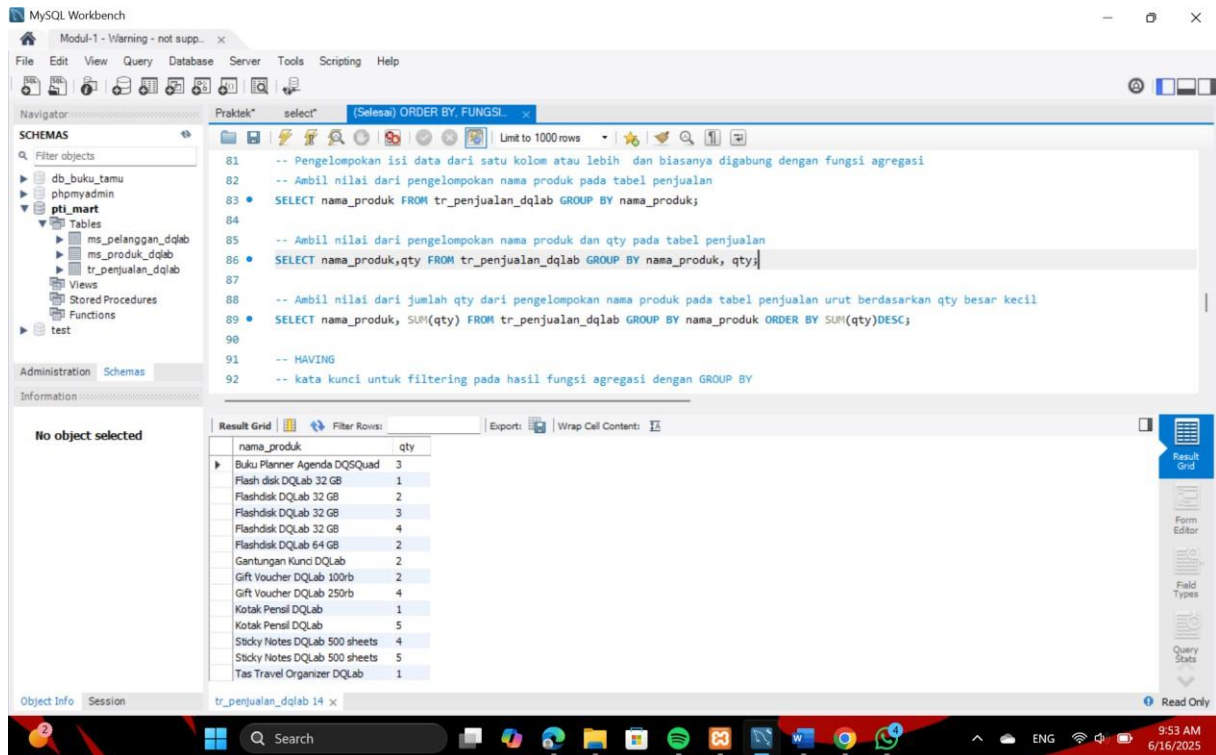 MySQL Workbench
Modul-1 - Warning - not supp...
File Edit View Query Database Server Tools Scripting Help
Navigator
Praktek* select* (Selesai) ORDER BY, FUNGSI...
SCHEMAS
Limit to 1000 rows
Filter objects
db_buku_tamu
phpmyadmin
pti_mart
Tables
ms_pelanggan_dqlab
ms_produk_dqlab
tr_penjualan_dqlab
Views
Stored Procedures
Functions
test
Administration Schemas
Information
No object selected
81 -- Pengelompokan isi data dari satu kolom atau lebih dan biasanya digabung dengan fungsi agregasi
82 -- Ambil nilai dari pengelompokan nama produk pada tabel penjualan
83 SELECT nama_produk FROM tr_penjualan_dqlab GROUP BY nama_produk;
84
85 -- Ambil nilai dari pengelompokan nama produk dan qty pada tabel penjualan
86 SELECT nama_produk,qty FROM tr_penjualan_dqlab GROUP BY nama_produk, qty;
87
88 -- Ambil nilai dari jumlah qty dari pengelompokan nama produk pada tabel penjualan urut berdasarkan qty besar kecil
89 SELECT nama_produk, SUM(qty) FROM tr_penjualan_dqlab GROUP BY nama_produk ORDER BY SUM(qty)DESC;
90
91 -- HAVING
92 -- kata kunci untuk filtering pada hasil fungsi agregasi dengan GROUP BY
Result Grid Filter Rows: Export: Wrap Cell Content:
nama_produk qty
Buku Planner Agenda DQSQuad 3
Flash disk DQLab 32 GB 1
Flashdisk DQLab 32 GB 2
Flashdisk DQLab 32 GB 3
Flashdisk DQLab 32 GB 4
Flashdisk DQLab 64 GB 2
Gantungan Kunci DQLab 2
Gift Voucher DQLab 100rb 2
Gift Voucher DQLab 250rb 4
Kotak Pensil DQLab 1
Kotak Pensil DQLab 5
Sticky Notes DQLab 500 sheets 4
Sticky Notes DQLab 500 sheets 5
Tas Travel Organizer DQLab 1
Result Grid
Form Editor
Field Types
Query Stats
Object Info Session
tr_penjualan_dqlab 14
Read Only
2
Search
4
ENG
9:53 AM
6/16/2025